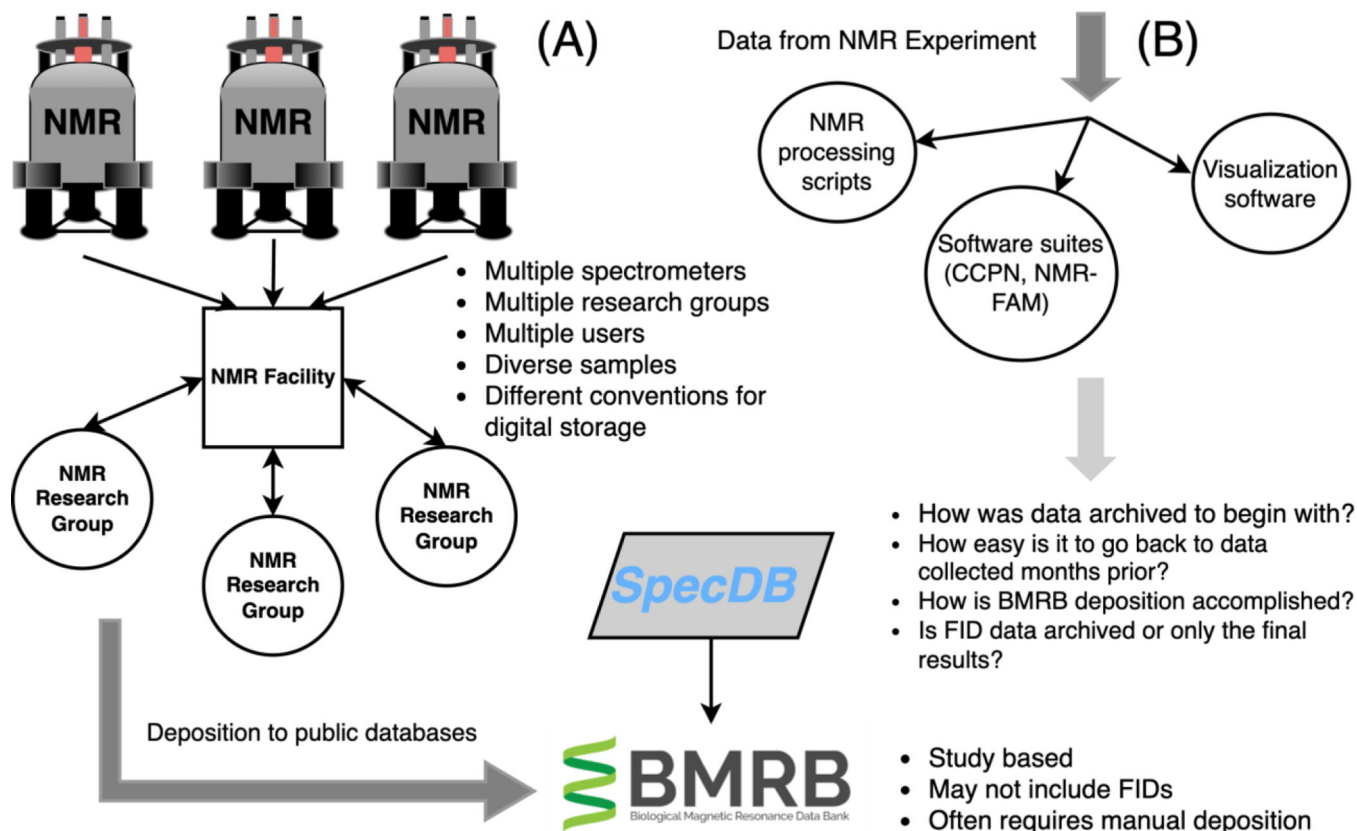 (A)
NMR
NMR
NMR
• Multiple spectrometers
• Multiple research groups
• Multiple users
• Diverse samples
• Different conventions for
digital storage
NMR Facility
NMR
Research
Group
NMR
Research
Group
NMR
Research
Group
Deposition to public databases
(B)
Data from NMR Experiment
NMR
processing
scripts
Software suites
(CCPN, NMR-
FAM)
Visualization
software
• How was data archived to begin with?
• How easy is it to go back to data
collected months prior?
• How is BMRB deposition accomplished?
• Is FID data archived or only the final
results?
SpecDB
BMRB
Biological Magnetic Resonance Data Bank
• Study based
• May not include FIDs
• Often requires manual deposition